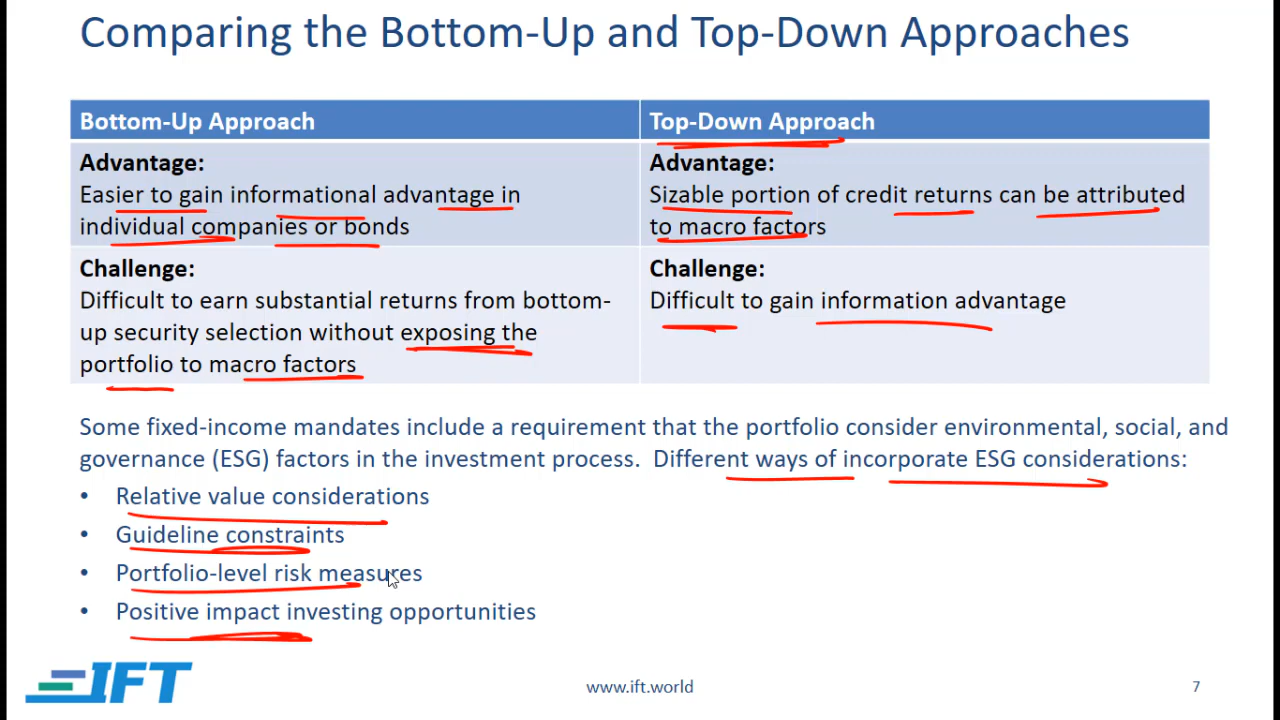 Comparing the Bottom-Up and Top-Down Approaches
Bottom-Up Approach
Top-Down Approach
Advantage:
Easier to gain informational advantage in
individual companies or bonds
Advantage:
Sizable portion of credit returns can be attributed
to macro factors
Challenge:
Difficult to earn substantial returns from bottom-
up security selection without exposing the
portfolio to macro factors
Challenge:
Difficult to gain information advantage
Some fixed-income mandates include a requirement that the portfolio consider environmental, social, and
governance (ESG) factors in the investment process. Different ways of incorporate ESG considerations:
• Relative value considerations
• Guideline constraints
• Portfolio-level risk measures
• Positive impact investing opportunities
IFT
www.ift.world
7